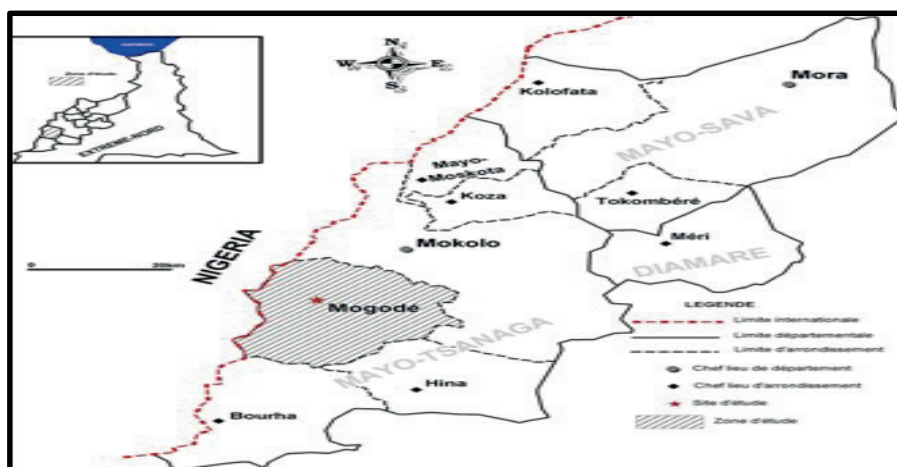 Zone d'étude
EXTREME-NORD
N
W
E
S
Kolofata
Mora
MAYO-SAVA
Mayo-
Moskota
Koza
Tokombéré
Mokolo
Méri
DIAMARE
NIGERIA
0
20km
Mogodé
MAYO-TSANAGA
Hina
Bourha
LEGENDE
Limite internationale
Limite départementale
Limite d'arrondissement
Chef lieu de département
Chef lieu d'arrondissement
Site d'étude
Zone d'étude